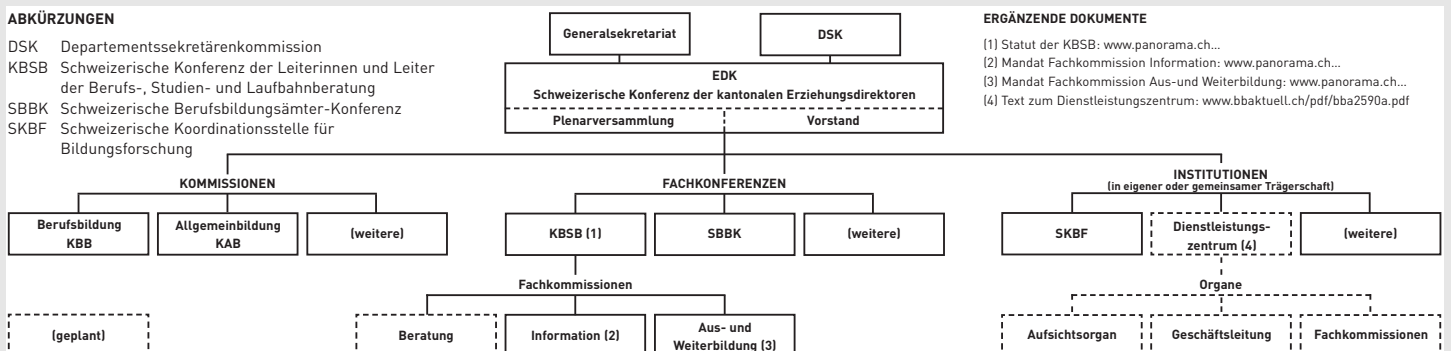 ABKÜRZUNGEN
DSK Departementssekretärenkommission
KBSB Schweizerische Konferenz der Leiterinnen und Leiter
der Berufs-, Studien- und Laufbahnberatung
SBBK Schweizerische Berufsbildungsämter-Konferenz
SKBF Schweizerische Koordinationsstelle für
Bildungsforschung
Generalsekretariat
DSK
EDK
Schweizerische Konferenz der kantonalen Erziehungsdirektoren
Plenarversammlung
Vorstand
ERGÄNZENDE DOKUMENTE
(1) Statut der KBSB: www.panorama.ch...
(2) Mandat Fachkommission Information: www.panorama.ch...
(3) Mandat Fachkommission Aus-und Weiterbildung: www.panorama.ch...
(4) Text zum Dienstleistungszentrum: www.bbaktuell.ch/pdf/bba2590a.pdf
KOMMISSIONEN
Berufsbildung
KBB
Allgemeinbildung
KAB
(weitere)
FACHKONFERENZEN
KBSB (1)
SBBK
(weitere)
INSTITUTIONEN
(in eigener oder gemeinsamer Trägerschaft)
SKBF
Dienstleistungs-
zentrum (4)
(weitere)
Fachkommissionen
Organe
(geplant)
Beratung
Information (2)
Aus- und
Weiterbildung (3)
Aufsichtsorgan
Geschäftsleitung
Fachkommissionen